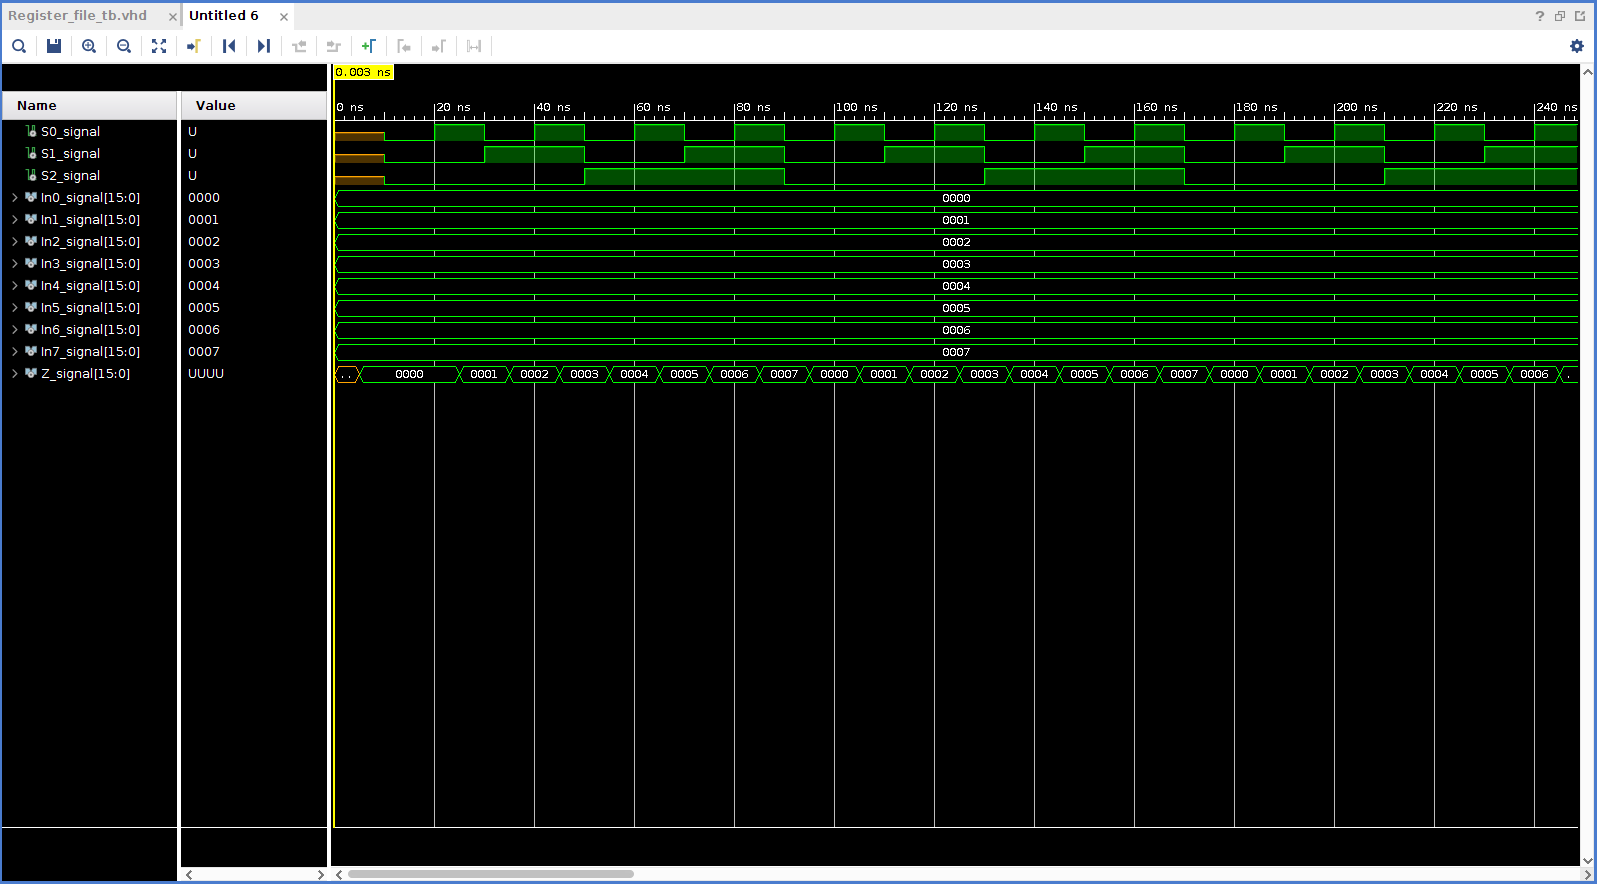 Register_file_tb.vhd × Untitled 6 × ?
0.003 ns
Name Value 0 ns 20 ns 40 ns 60 ns 80 ns 100 ns 120 ns 140 ns 160 ns 180 ns 200 ns 220 ns 240 ns
S0_signal U
S1_signal U
S2_signal U
In0_signal[15:0] 0000 0000
In1_signal[15:0] 0001 0001
In2_signal[15:0] 0002 0002
In3_signal[15:0] 0003 0003
In4_signal[15:0] 0004 0004
In5_signal[15:0] 0005 0005
In6_signal[15:0] 0006 0006
In7_signal[15:0] 0007 0007
Z_signal[15:0] UUUU .. 0000 0001 0002 0003 0004 0005 0006 0007 0000 0001 0002 0003 0004 0005 0006 0007 0000 0001 0002 0003 0004 0005 0006 .